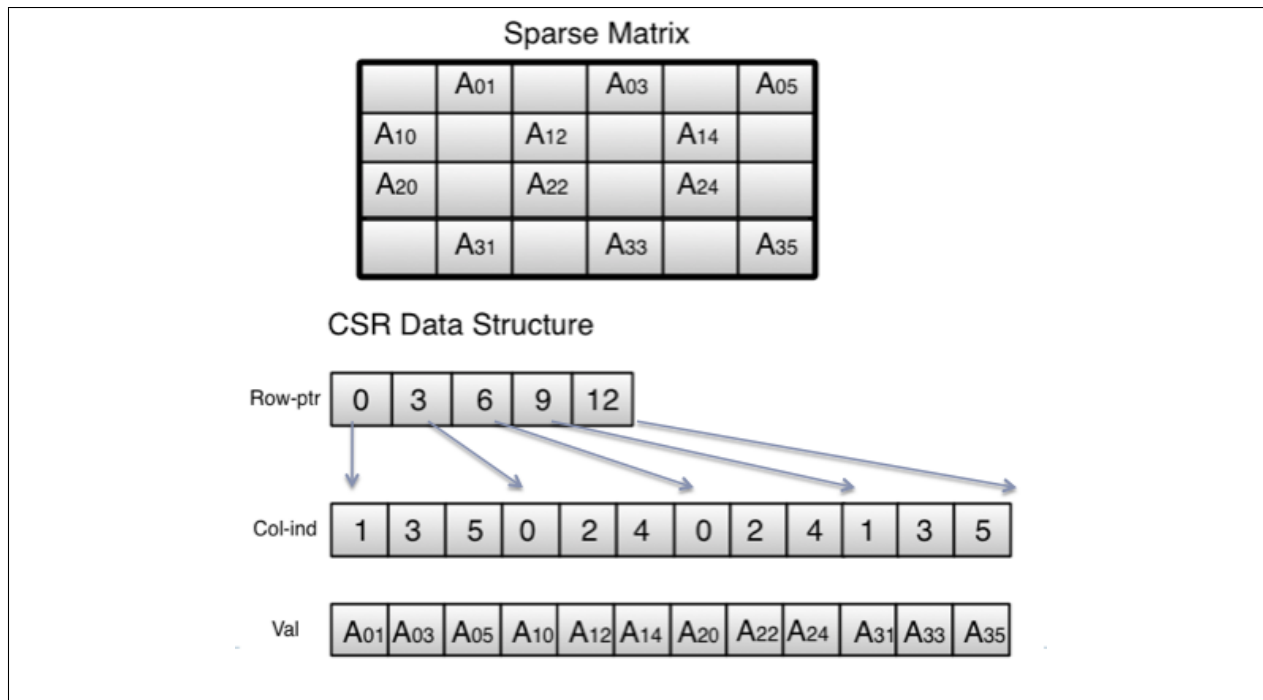 Sparse Matrix
A01 A03 A05
A10 A12 A14
A20 A22 A24
A31 A33 A35
CSR Data Structure
Row-ptr 0 3 6 9 12
Col-ind 1 3 5 0 2 4 0 2 4 1 3 5
Val A01 A03 A05 A10 A12 A14 A20 A22 A24 A31 A33 A35